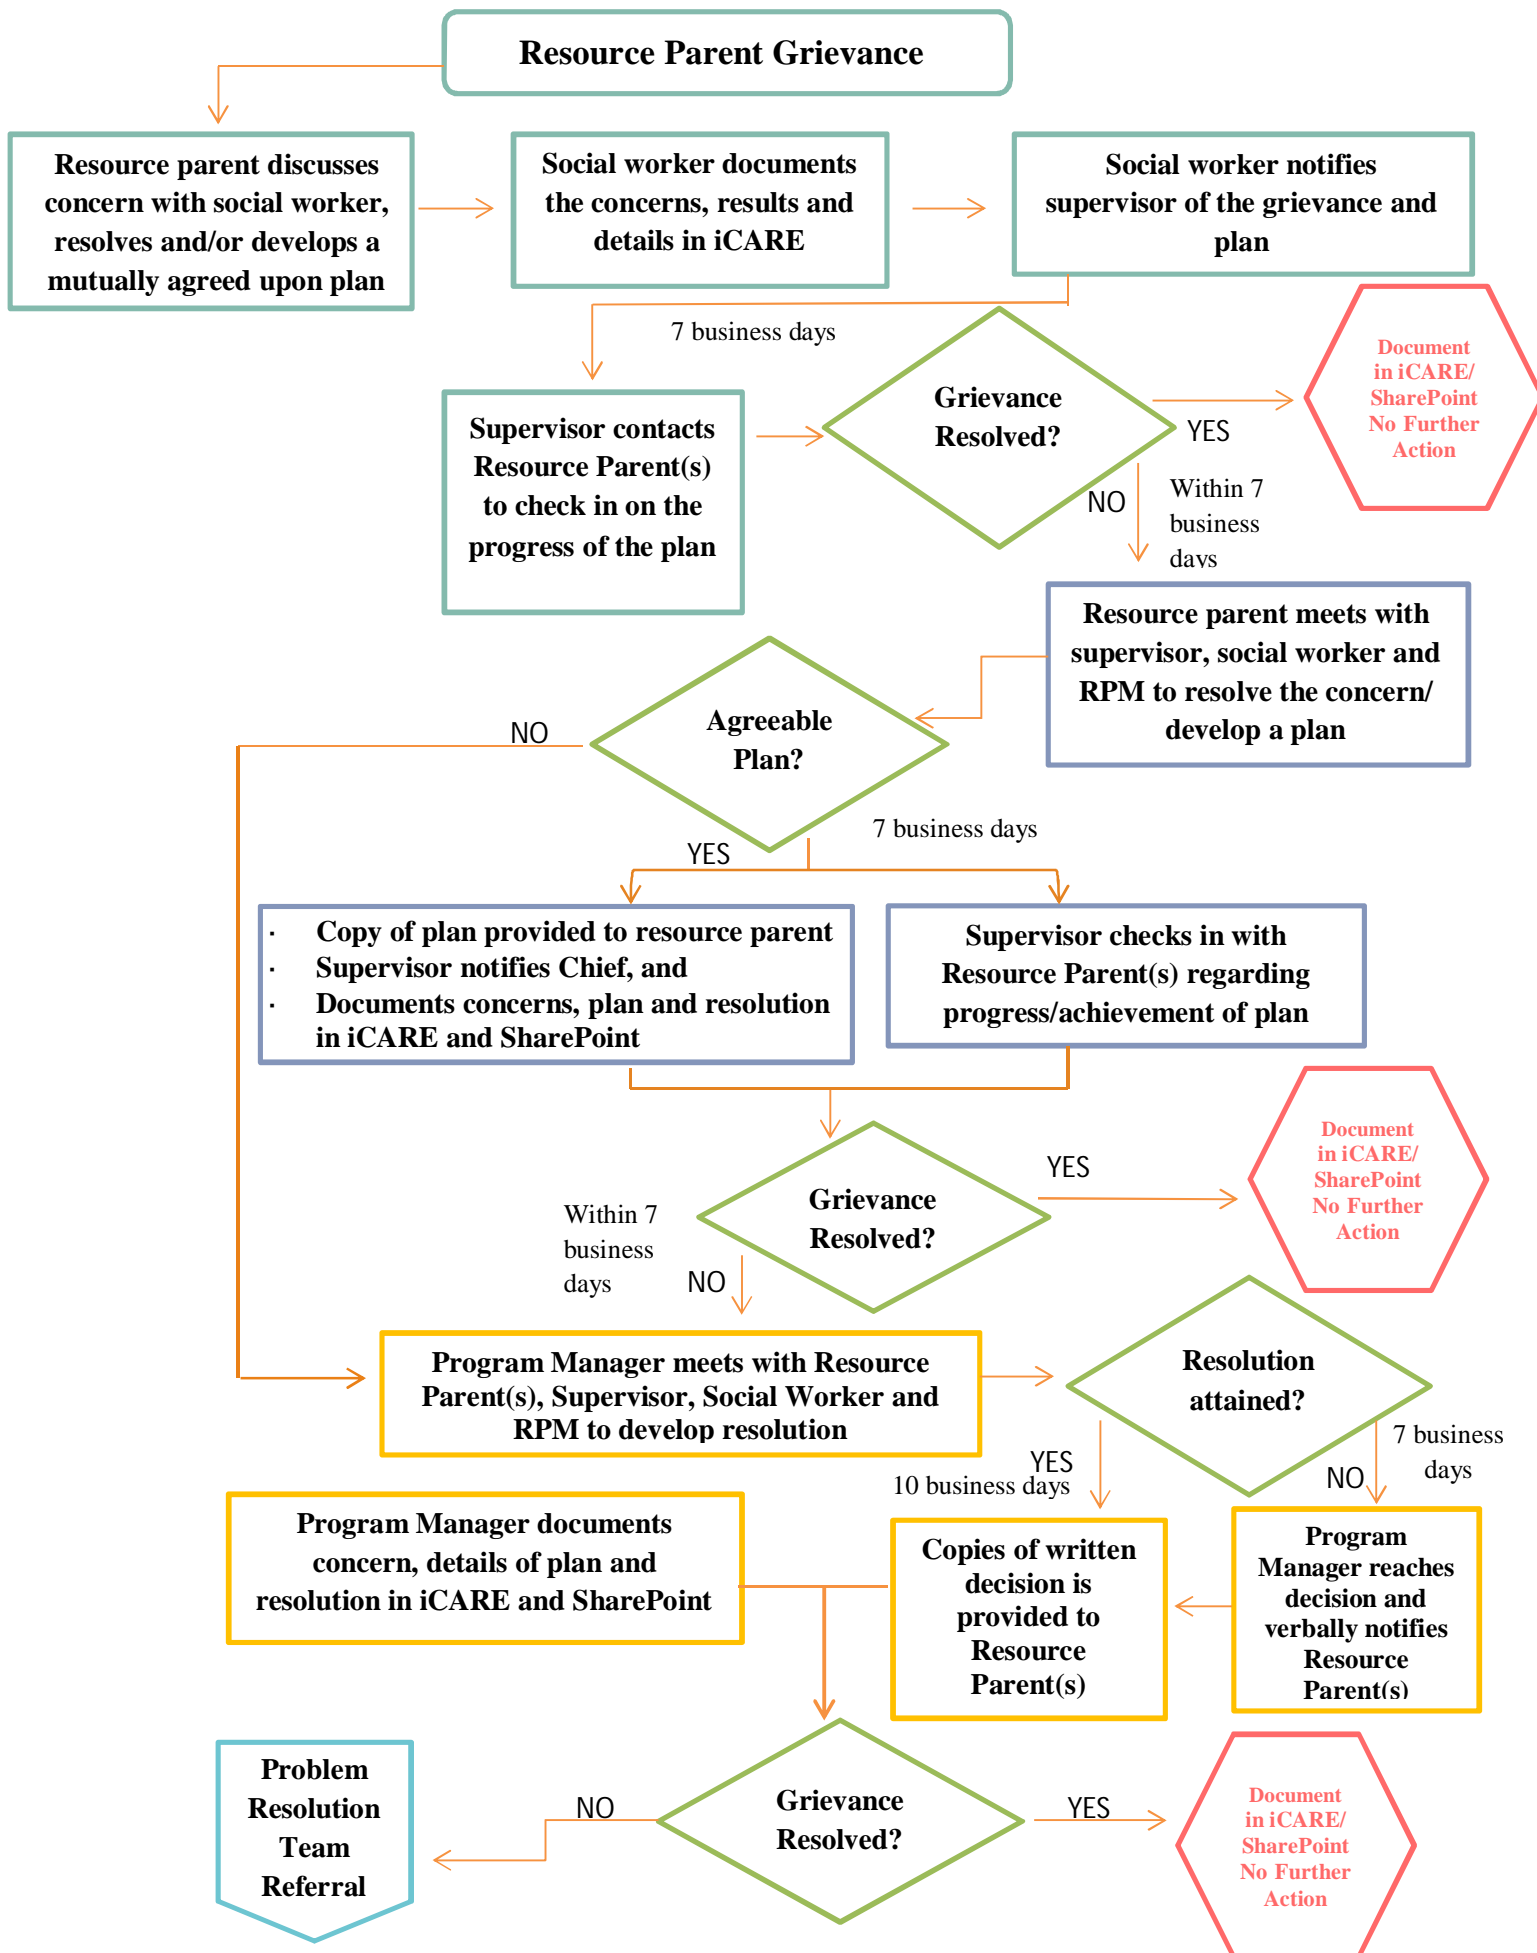 Resource Parent Grievance
Resource parent discusses
concern with social worker,
resolves and/or develops a
mutually agreed upon plan
Social worker documents
the concerns, results and
details in iCARE
Social worker notifies
supervisor of the grievance and
plan
7 business days
Supervisor contacts
Resource Parent(s)
to check in on the
progress of the plan
Grievance
Resolved?
YES
Document
in iCARE/
SharePoint
No Further
Action
NO
Within 7
business
days
Resource parent meets with
supervisor, social worker and
RPM to resolve the concern/
develop a plan
Agreeable
Plan?
NO
YES
7 business days
· Copy of plan provided to resource parent
· Supervisor notifies Chief, and
· Documents concerns, plan and resolution
in iCARE and SharePoint
Supervisor checks in with
Resource Parent(s) regarding
progress/achievement of plan
Grievance
Resolved?
YES
Document
in iCARE/
SharePoint
No Further
Action
Within 7
business
days
NO
Program Manager meets with Resource
Parent(s), Supervisor, Social Worker and
RPM to develop resolution
Resolution
attained?
YES
10 business days
NO
7 business
days
Program Manager documents
concern, details of plan and
resolution in iCARE and SharePoint
Copies of written
decision is
provided to
Resource
Parent(s)
Program
Manager reaches
decision and
verbally notifies
Resource
Parent(s)
Grievance
Resolved?
NO
YES
Problem
Resolution
Team
Referral
Document
in iCARE/
SharePoint
No Further
Action